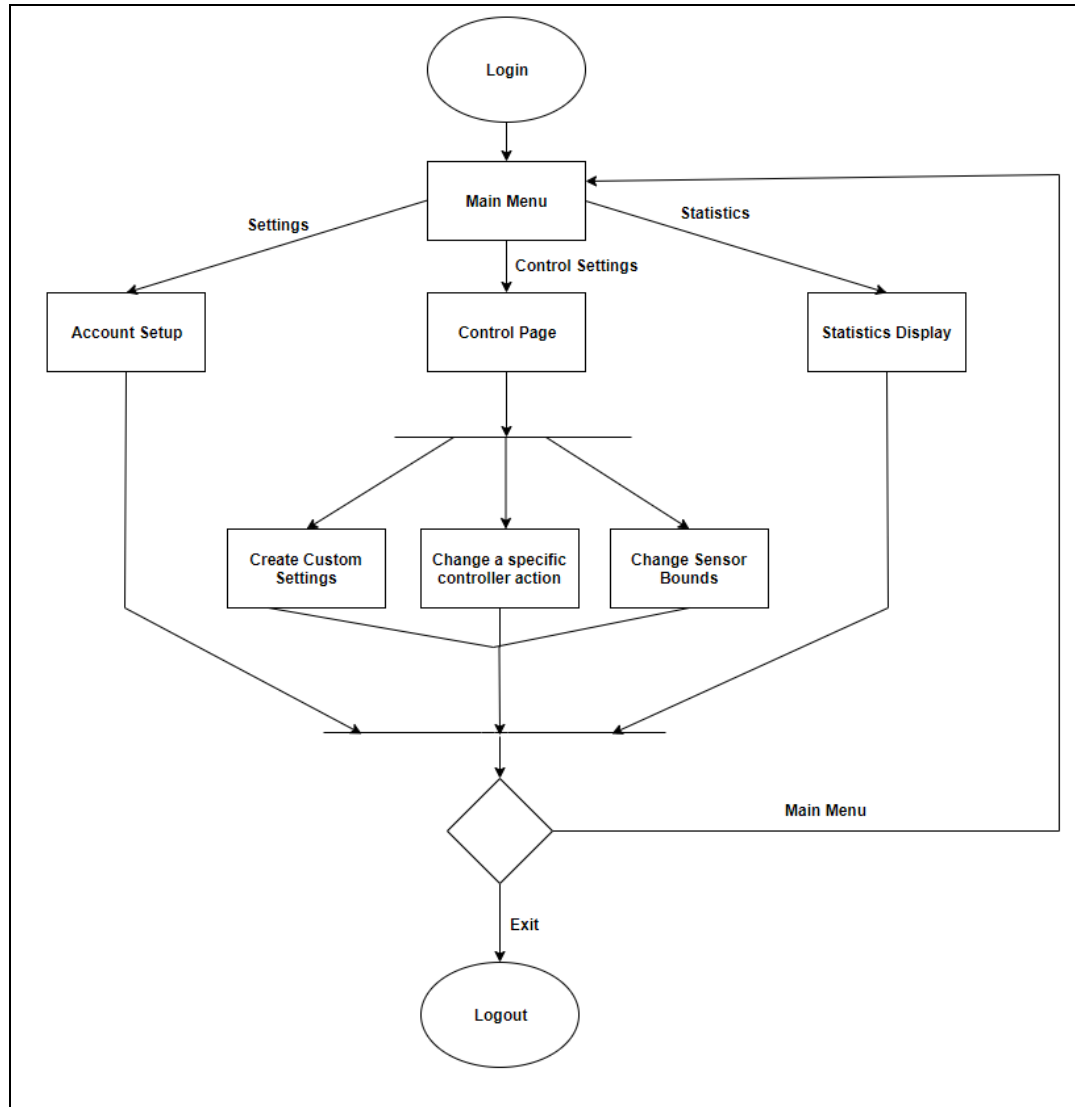 Login
Main Menu
Settings
Statistics
Control Settings
Account Setup
Control Page
Statistics Display
Create Custom
Settings
Change a specific
controller action
Change Sensor
Bounds
Main Menu
Exit
Logout